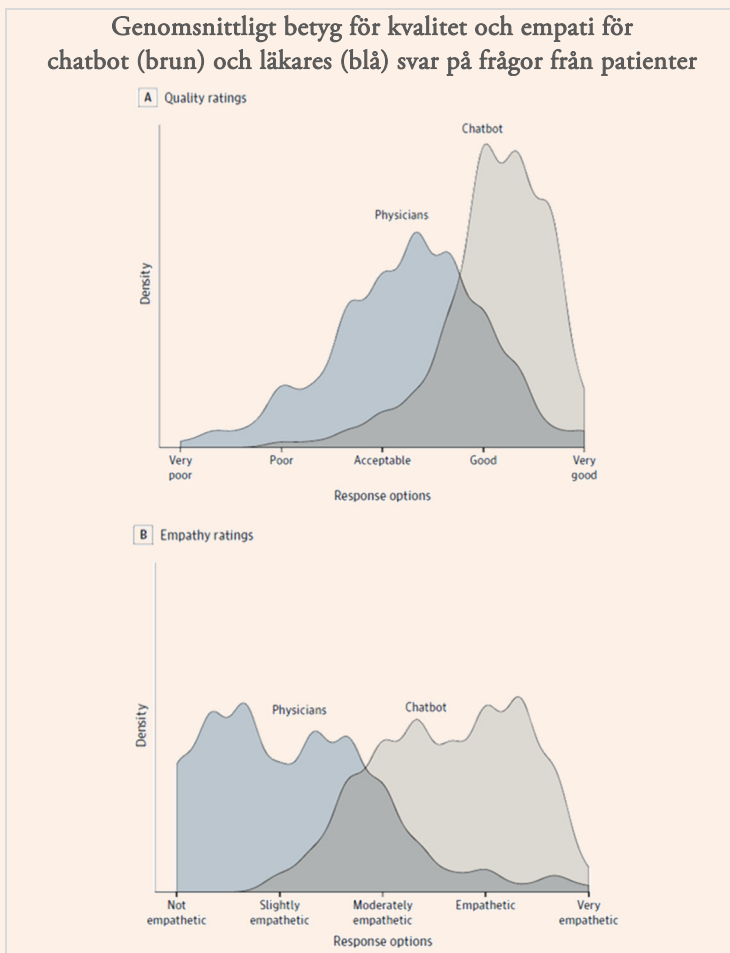 Genomsnittligt betyg för kvalitet och empati för
chatbot (brun) och läkares (blå) svar på frågor från patienter
A Quality ratings
Chatbot
Physicians
Density
Very poor
Poor
Acceptable
Good
Very good
Response options
B Empathy ratings
Physicians
Chatbot
Density
Not empathetic
Slightly empathetic
Moderately empathetic
Empathetic
Very empathetic
Response options